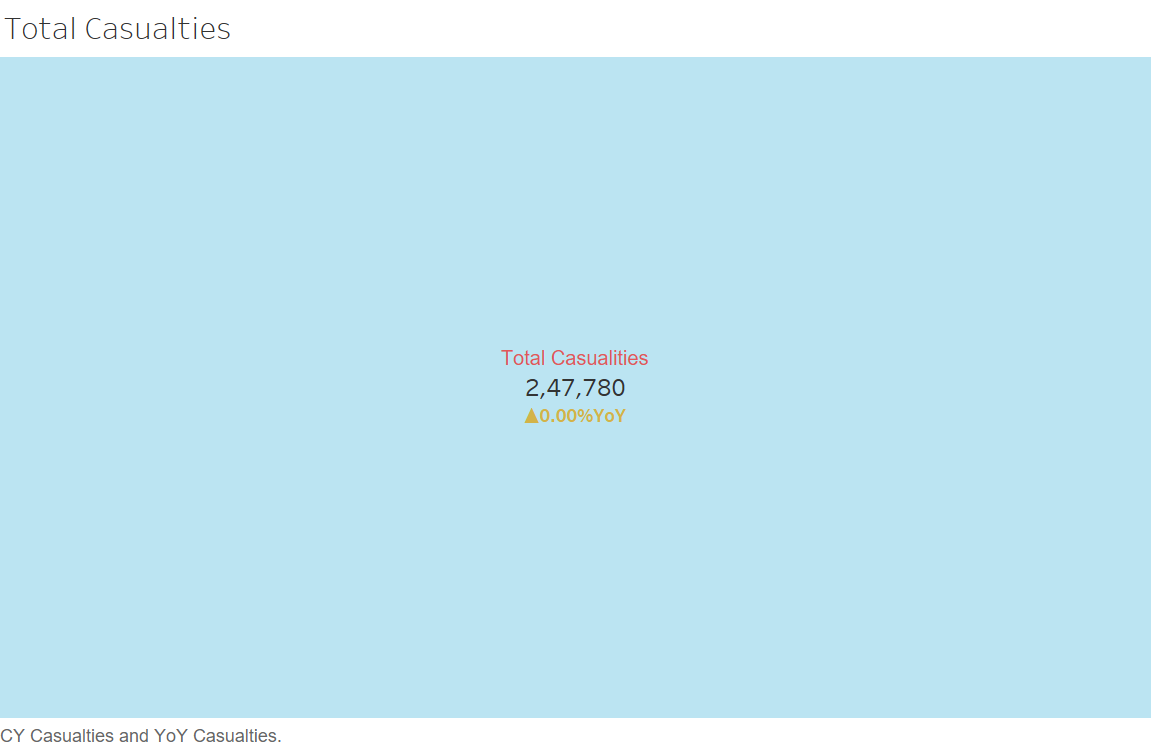 Total Casualties
Total Casualities
2,47,780
▲0.00%YoY
CY Casualties and YoY Casualties.